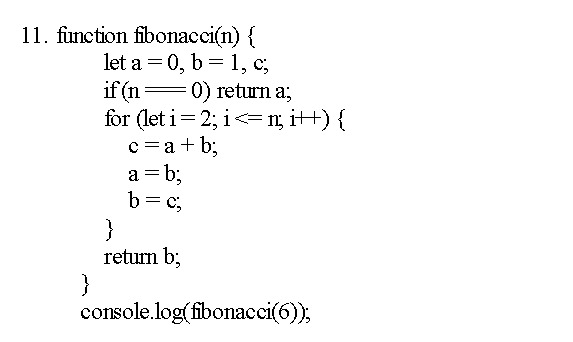 11. function fibonacci(n) {
let a = 0, b = 1, c;
if (n === 0) return a;
for (let i = 2; i <= n; i++) {
c = a + b;
a = b;
b = c;
}
return b;
}
console.log(fibonacci(6));